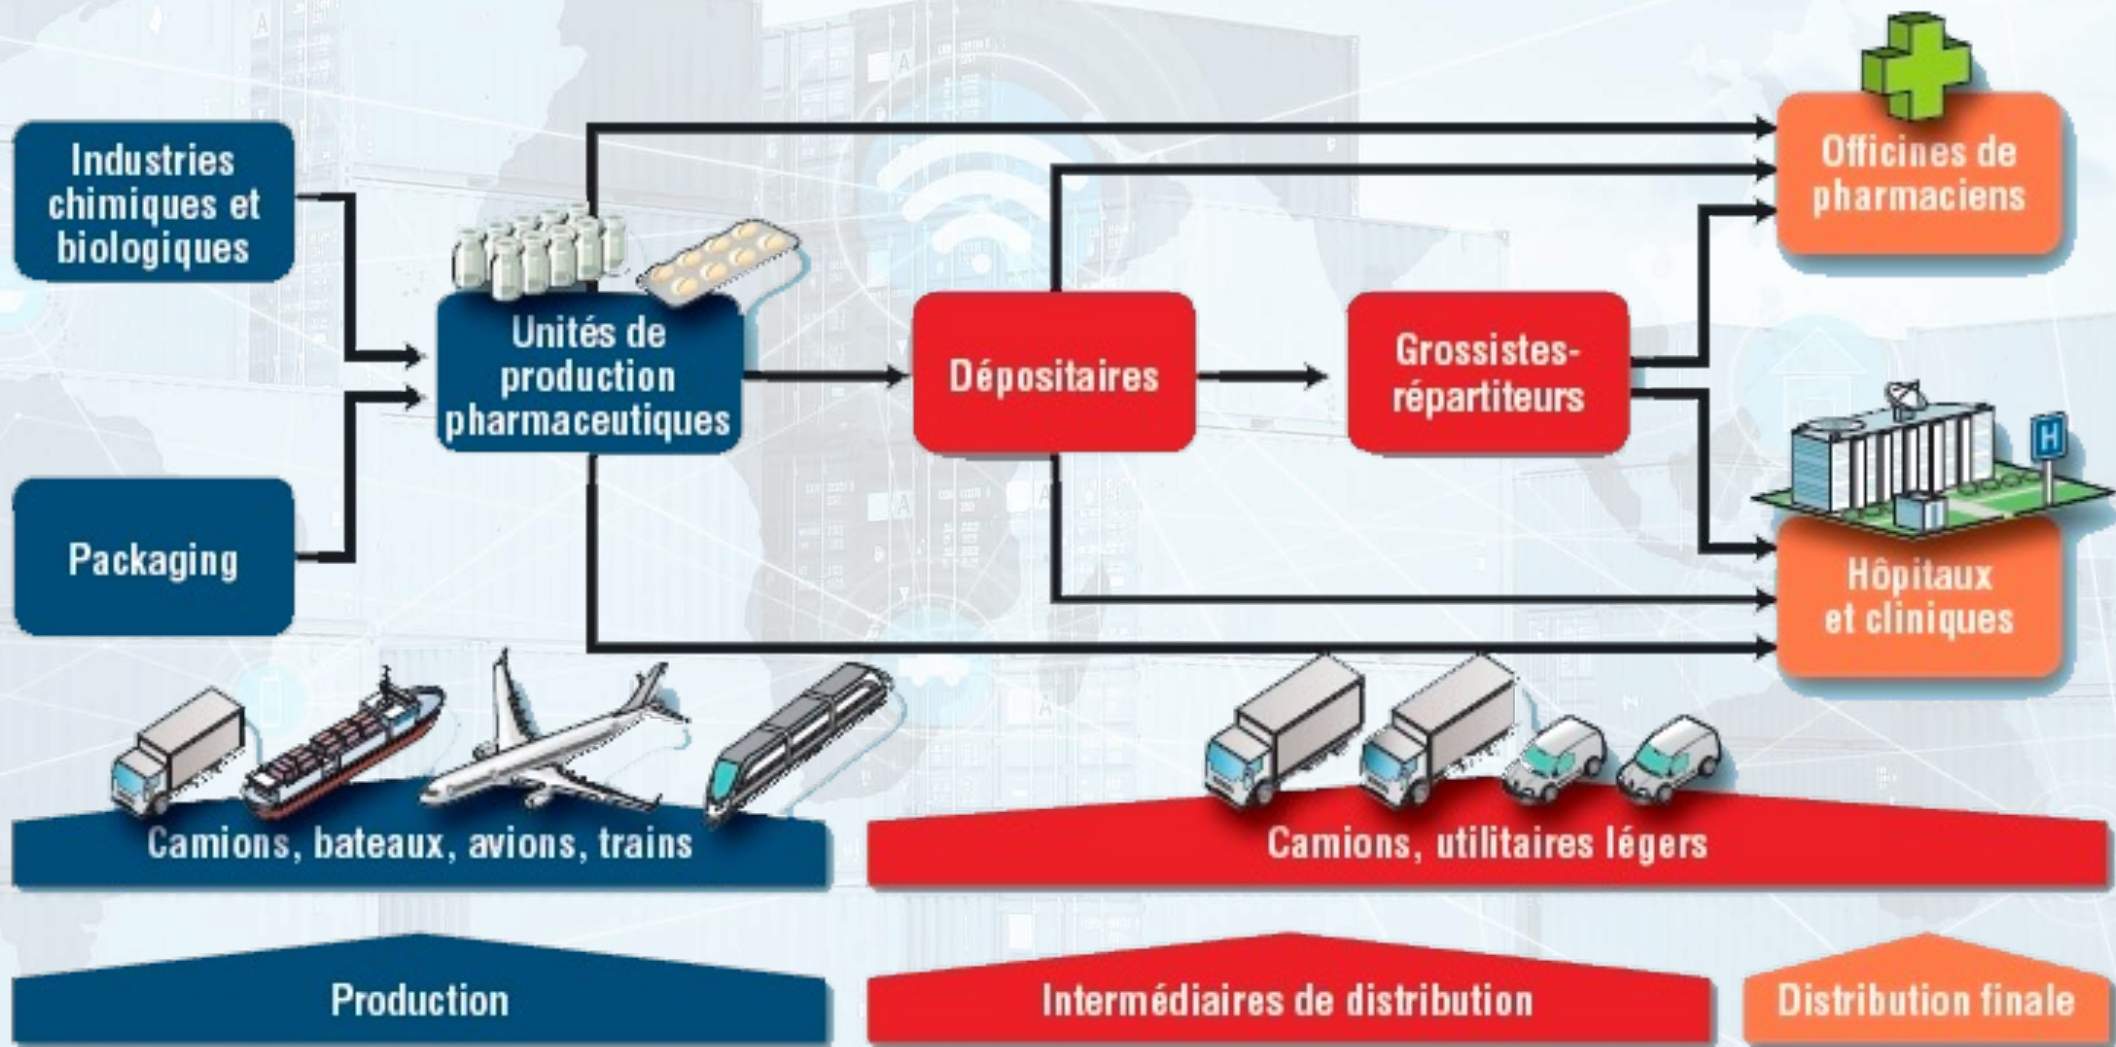 Industries
chimiques et
biologiques
Packaging
Unités de
production
pharmaceutiques
Dépositaires
Grossistes-
répartiteurs
Officines de
pharmaciens
H
Hôpitaux
et cliniques
Camions, bateaux, avions, trains
Camions, utilitaires légers
Production
Intermédiaires de distribution
Distribution finale